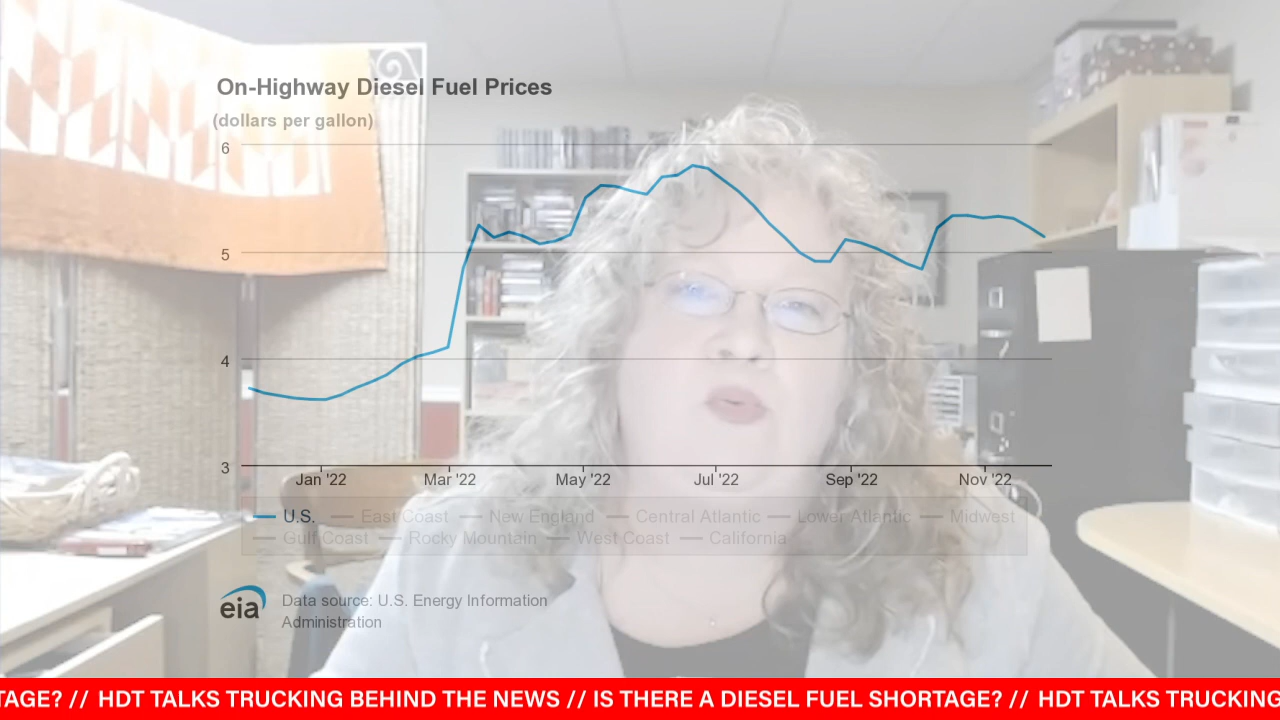 On-Highway Diesel Fuel Prices
(dollars per gallon)
6
5
4
3
Jan '22 Mar '22 May '22 Jul '22 Sep '22 Nov '22
U.S. East Coast New England Central Atlantic Lower Atlantic Midwest
Gulf Coast Rocky Mountain West Coast California
eia Data source: U.S. Energy Information
Administration
TAGE? // HDT TALKS TRUCKING BEHIND THE NEWS // IS THERE A DIESEL FUEL SHORTAGE? // HDT TALKS TRUCKING